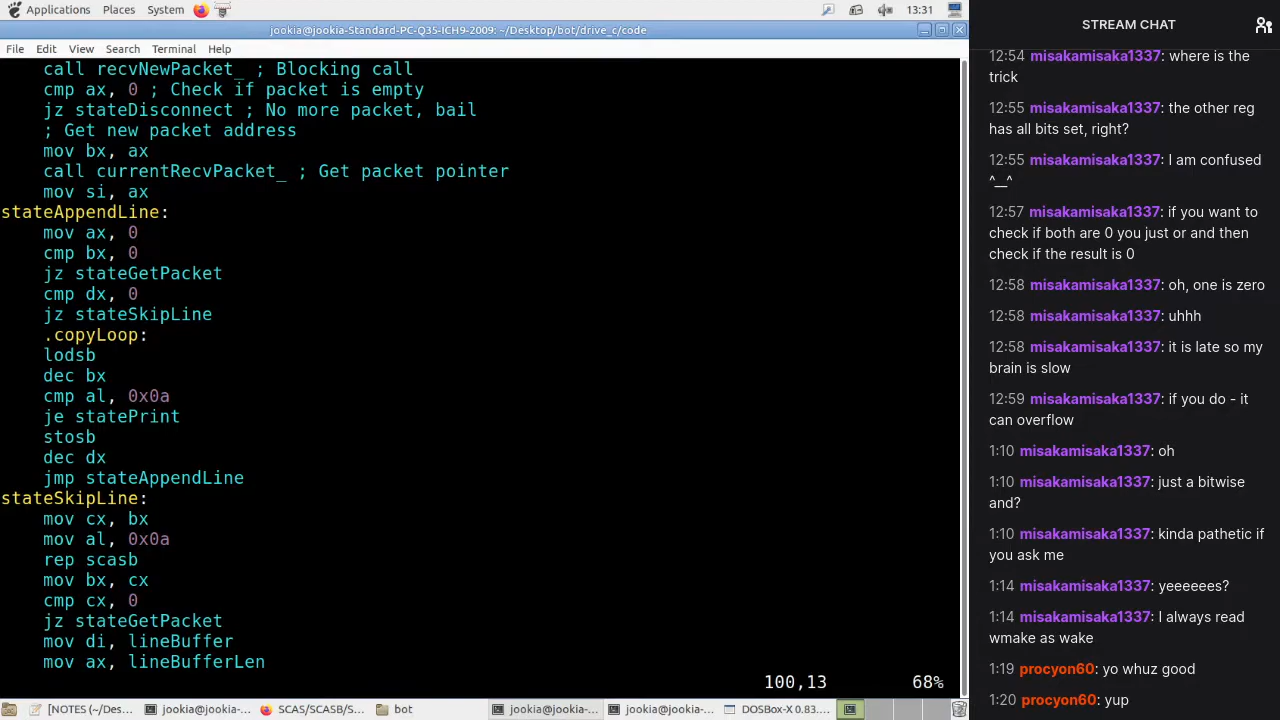 Applications Places System 13:31
jookia@jookia-Standard-PC-Q35-ICH9-2009: ~/Desktop/bot/drive_c/code
File Edit View Search Terminal Help
call recvNewPacket_ ; Blocking call
cmp ax, 0 ; Check if packet is empty
jz stateDisconnect ; No more packet, bail
; Get new packet address
mov bx, ax
call currentRecvPacket_ ; Get packet pointer
mov si, ax
stateAppendLine:
mov ax, 0
cmp bx, 0
jz stateGetPacket
cmp dx, 0
jz stateSkipLine
.copyLoop:
lodsb
dec bx
cmp al, 0x0a
je statePrint
stosb
dec dx
jmp stateAppendLine
stateSkipLine:
mov cx, bx
mov al, 0x0a
rep scasb
mov bx, cx
cmp cx, 0
jz stateGetPacket
mov di, lineBuffer
mov ax, lineBufferLen
100,13 68%
[NOTES (~/Des... jookia@jookia-... SCAS/SCASB/S... bot jookia@jookia-... jookia@jookia-... DOSBox-X 0.83....
STREAM CHAT
12:54 misakamisaka1337: where is the
trick
12:55 misakamisaka1337: the other reg
has all bits set, right?
12:55 misakamisaka1337: I am confused
^__^
12:57 misakamisaka1337: if you want to
check if both are 0 you just or and then
check if the result is 0
12:58 misakamisaka1337: oh, one is zero
12:58 misakamisaka1337: uhhh
12:58 misakamisaka1337: it is late so my
brain is slow
12:59 misakamisaka1337: if you do - it
can overflow
1:10 misakamisaka1337: oh
1:10 misakamisaka1337: just a bitwise
and?
1:10 misakamisaka1337: kinda pathetic if
you ask me
1:14 misakamisaka1337: yeeeeees?
1:14 misakamisaka1337: I always read
wmake as wake
1:19 procyon60: yo whuz good
1:20 procyon60: yup